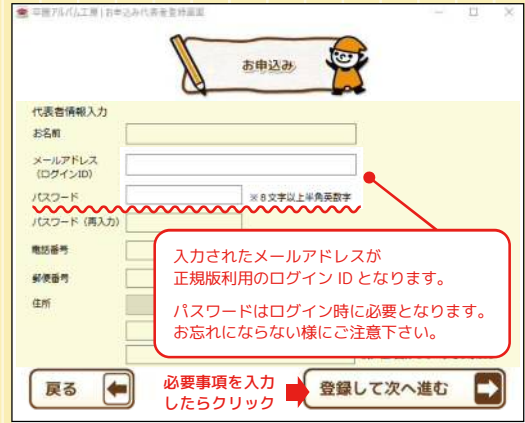 卒園アルバム工房 | お申込み代表者登録画面
お申込み
代表者情報入力
お名前
メールアドレス
(ログインID)
パスワード
※8文字以上半角英数字
パスワード (再入力)
電話番号
郵便番号
住所
入力されたメールアドレスが
正規版利用のログイン ID となります。
パスワードはログイン時に必要となります。
お忘れにならない様にご注意下さい。
戻る
必要事項を入力
したらクリック
登録して次へ進む